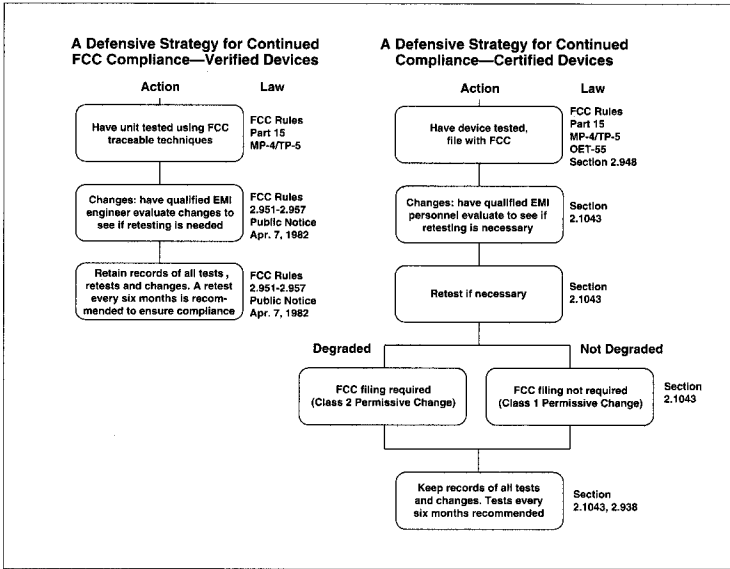 A Defensive Strategy for Continued
FCC Compliance—Verified Devices
Action
Law
Have unit tested using FCC
traceable techniques
FCC Rules
Part 15
MP-4/TP-5
Changes: have qualified EMI
engineer evaluate changes to
see if retesting is needed
FCC Rules
2.951-2.957
Public Notice
Apr. 7, 1982
Retain records of all tests,
retests and changes. A retest
every six months is recom-
mended to ensure compliance
FCC Rules
2.951-2.957
Public Notice
Apr. 7, 1982
A Defensive Strategy for Continued
Compliance—Certified Devices
Action
Law
Have device tested,
file with FCC
FCC Rules
Part 15
MP-4/TP-5
OET-55
Section 2.948
Changes: have qualified EMI
personnel evaluate to see if
retesting is necessary
Section
2.1043
Retest if necessary
Section
2.1043
Degraded
Not Degraded
FCC filing required
(Class 2 Permissive Change)
FCC filing not required
(Class 1 Permissive Change)
Section
2.1043
Keep records of all tests
and changes. Tests every
six months recommended
Section
2.1043, 2.938